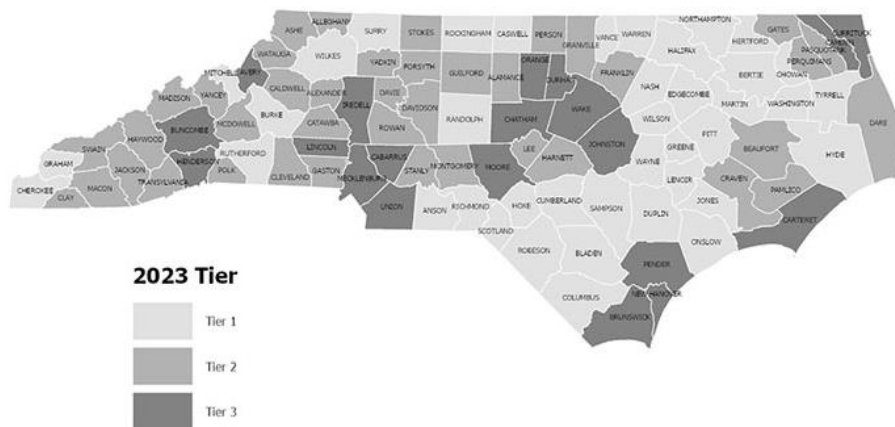 ALLEGHANY
ASHE
SURRY
STOKES
ROCKINGHAM
CASWELL
PERSON
GRANVILLE
VANCE
WARREN
NORTHAMPTON
GATES
CURRITUCK
CAMDEN
PASQUOTANK
PERQUIMANS
HERTFORD
HALIFAX
WATAUGA
WILKES
YADKIN
FORSYTH
GUILFORD
ALAMANCE
ORANGE
DURHAM
FRANKLIN
BERTIE
CHOWAN
MITCHELL
AVERY
CALDWELL
ALEXANDER
IREDELL
DAVIE
DAVIDSON
NASH
EDGECOMBE
MARTIN
WASHINGTON
TYRRELL
DARE
MADISON
YANCEY
BURKE
CATAWBA
ROWAN
RANDOLPH
CHATHAM
WAKE
WILSON
PITT
BEAUFORT
HYDE
HAYWOOD
BUNCOMBE
MCDOWELL
LINCOLN
CABARRUS
STANLY
MONTGOMERY
MOORE
LEE
HARNETT
JOHNSTON
GREENE
WAYNE
SWAIN
GRAHAM
JACKSON
HENDERSON
RUTHERFORD
POLK
CLEVELAND
GASTON
MECKLENBURG
LENOIR
CRAVEN
PAMLICO
CHEROKEE
CLAY
MACON
TRANSYLVANIA
UNION
ANSON
RICHMOND
HOKE
CUMBERLAND
SAMPSON
DUPLIN
JONES
CARTERET
SCOTLAND
ROBESON
BLADEN
ONSLOW
PENDER
COLUMBUS
NEW HANOVER
BRUNSWICK
2023 Tier
Tier 1
Tier 2
Tier 3